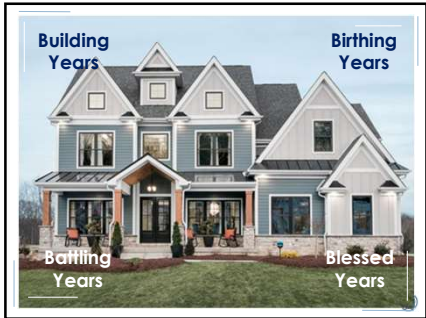 Building
Years
Birthing
Years
Battling
Years
Blessed
Years